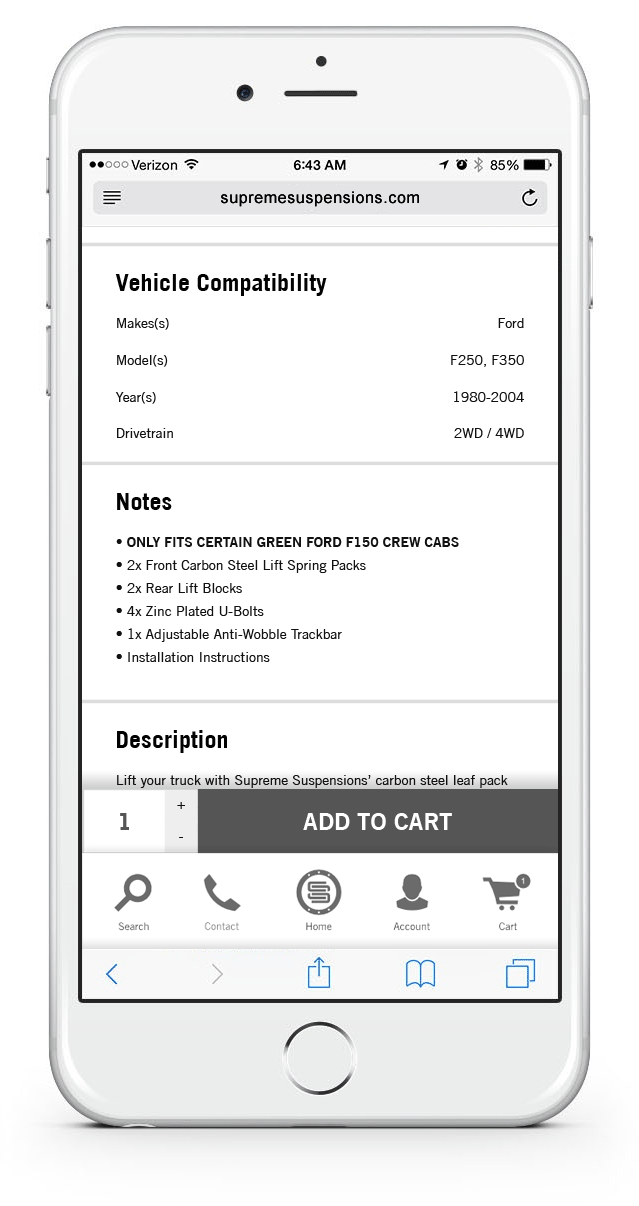 Verizon 6:43 AM 85%
supremesuspensions.com
Vehicle Compatibility
Makes(s) Ford
Model(s) F250, F350
Year(s) 1980-2004
Drivetrain 2WD / 4WD
Notes
• ONLY FITS CERTAIN GREEN FORD F150 CREW CABS
• 2x Front Carbon Steel Lift Spring Packs
• 2x Rear Lift Blocks
• 4x Zinc Plated U-Bolts
• 1x Adjustable Anti-Wobble Trackbar
• Installation Instructions
Description
Lift your truck with Supreme Suspensions’ carbon steel leaf pack
1 + - ADD TO CART
1
Search Contact Home Account Cart